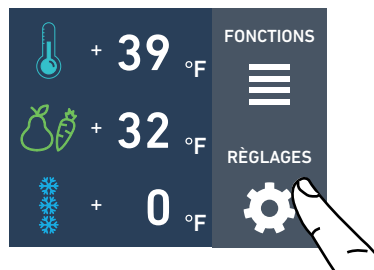 + 39 °F
+ 32 °F
+ 0 °F
FONCTIONS
RÈGLAGES